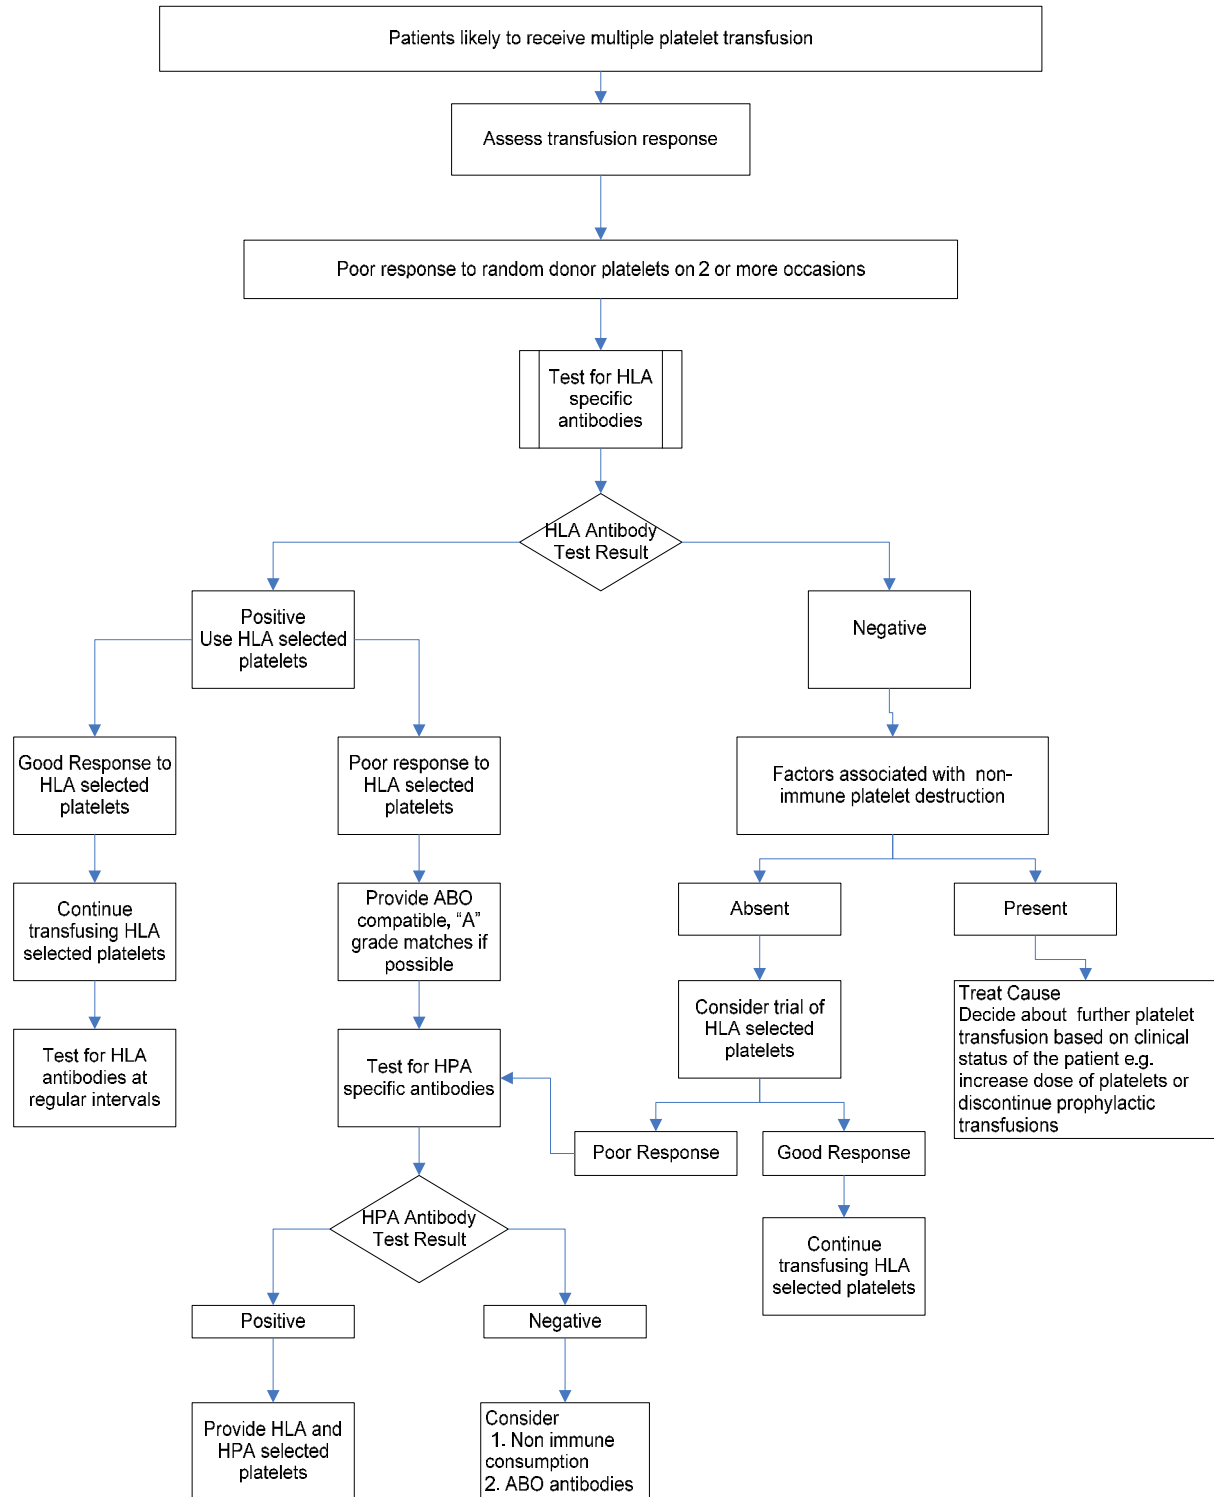 Patients likely to receive multiple platelet transfusion
Assess transfusion response
Poor response to random donor platelets on 2 or more occasions
Test for HLA
specific
antibodies
HLA Antibody
Test Result
Positive
Use HLA selected
platelets
Negative
Good Response to
HLA selected
platelets
Poor response to
HLA selected
platelets
Factors associated with non-
immune platelet destruction
Continue
transfusing HLA
selected platelets
Provide ABO
compatible, “A”
grade matches if
possible
Absent
Present
Test for HLA
antibodies at
regular intervals
Test for HPA
specific antibodies
Consider trial of
HLA selected
platelets
Treat Cause
Decide about further platelet
transfusion based on clinical
status of the patient e.g.
increase dose of platelets or
discontinue prophylactic
transfusions
Poor Response
Good Response
HPA Antibody
Test Result
Continue
transfusing HLA
selected platelets
Positive
Negative
Provide HLA and
HPA selected
platelets
Consider
1. Non immune
consumption
2. ABO antibodies